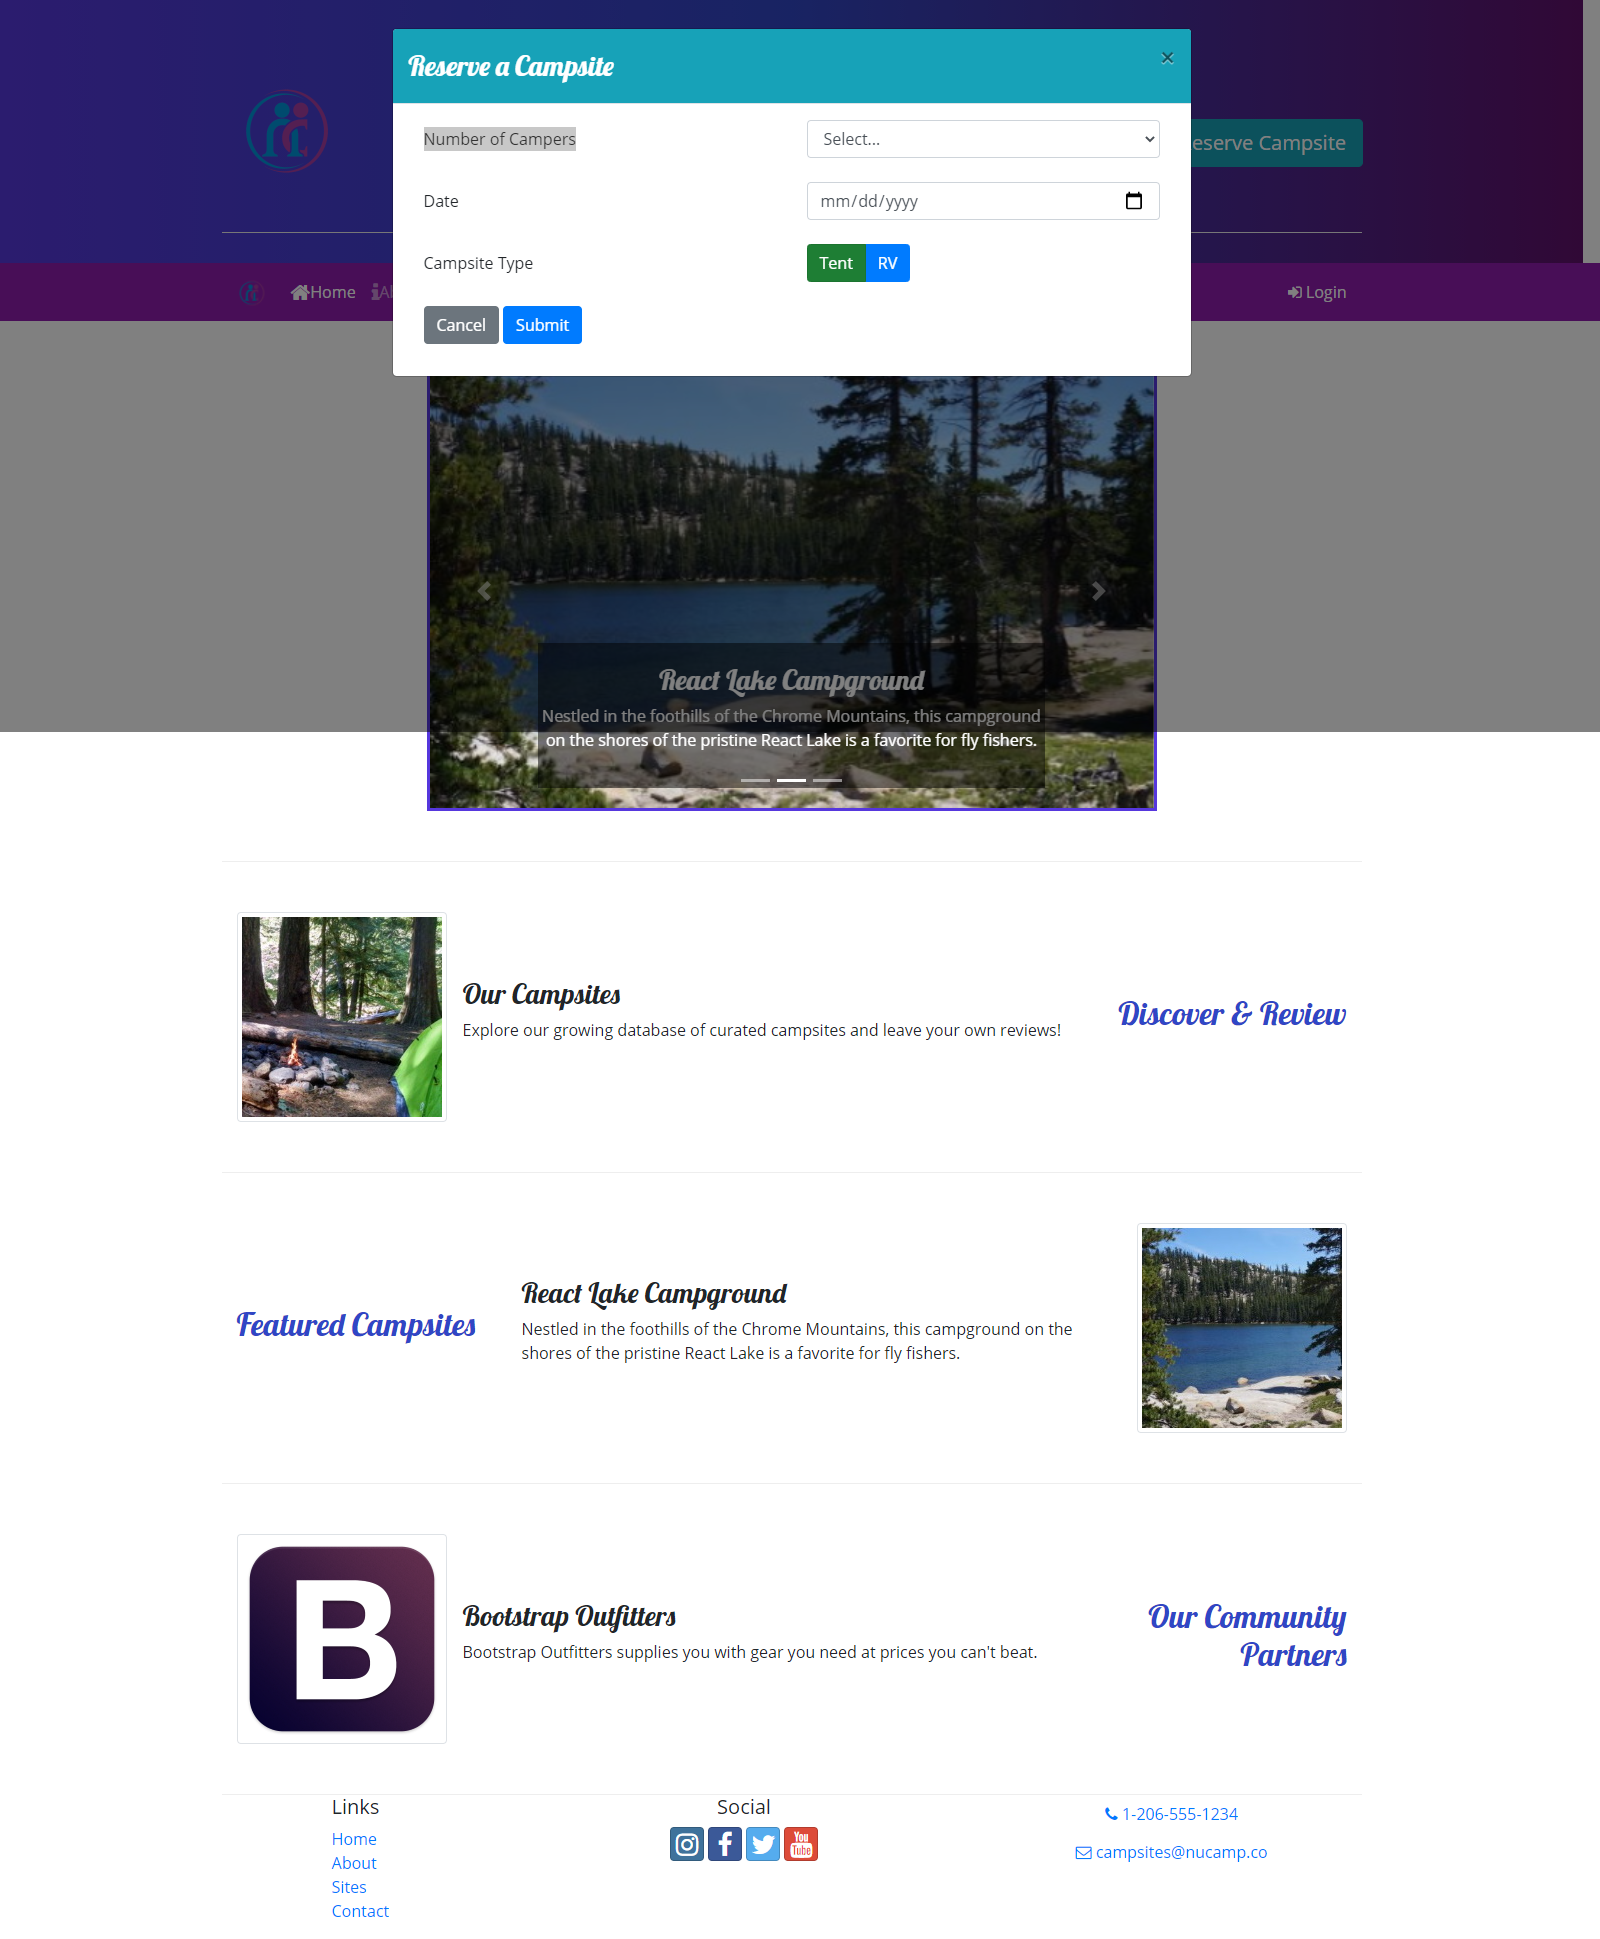 Reserve a Campsite
×
Number of Campers
Select...
eserve Campsite
Date
mm/dd/yyyy
Campsite Type
Tent
RV
Home
Login
Cancel
Submit
React Lake Campground
Nestled in the foothills of the Chrome Mountains, this campground
on the shores of the pristine React Lake is a favorite for fly fishers.
Our Campsites
Explore our growing database of curated campsites and leave your own reviews!
Discover & Review
Featured Campsites
React Lake Campground
Nestled in the foothills of the Chrome Mountains, this campground on the
shores of the pristine React Lake is a favorite for fly fishers.
B
Bootstrap Outfitters
Bootstrap Outfitters supplies you with gear you need at prices you can't beat.
Our Community
Partners
Links
Home
About
Sites
Contact
Social
You
Tube
1-206-555-1234
campsites@nucamp.co